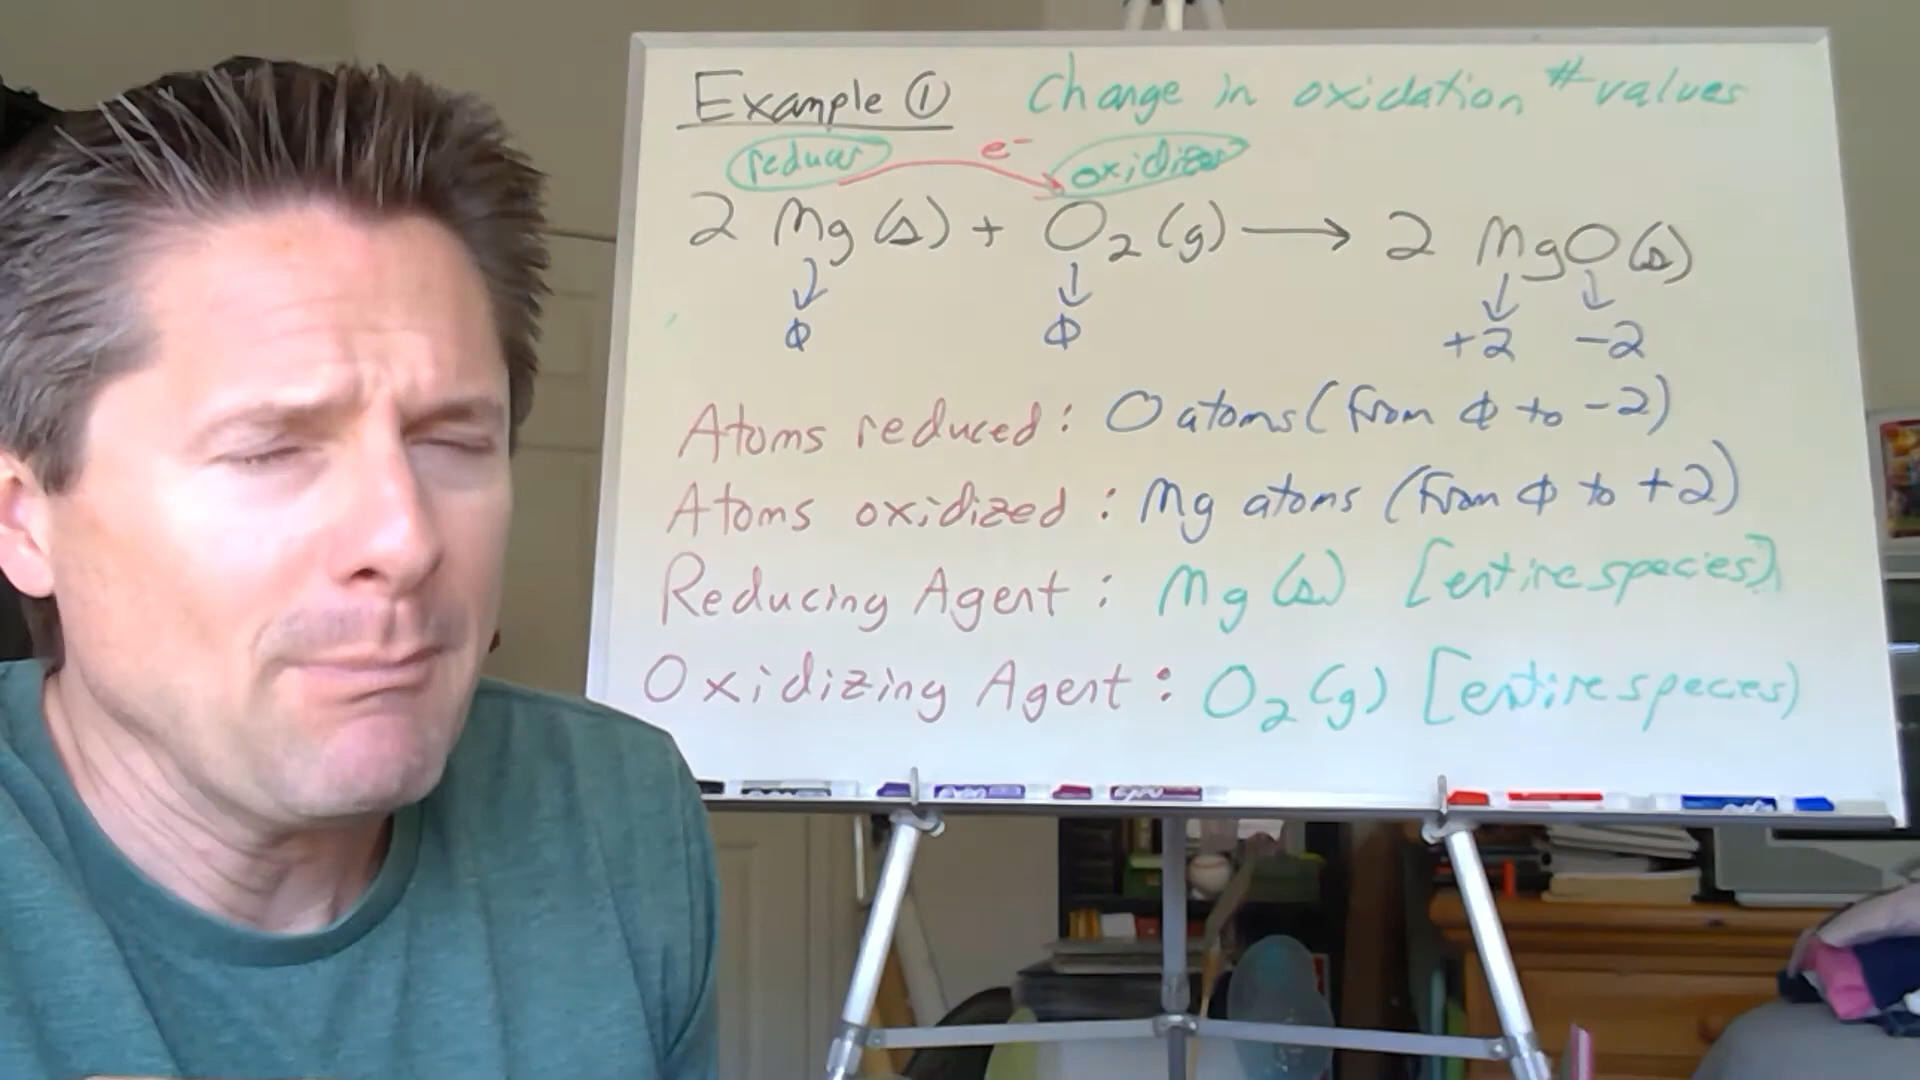 Example ① Change in oxidation # values
reducer e⁻ oxidizer
2 Mg (s) + O₂ (g) → 2 MgO (s)
↓ ↓ ↓ ↓
ϕ ϕ +2 -2
Atoms reduced: O atoms (from ϕ to -2)
Atoms oxidized: Mg atoms (from ϕ to +2)
Reducing Agent: Mg (s) [entire species]
Oxidizing Agent: O₂ (g) [entire species)
expo